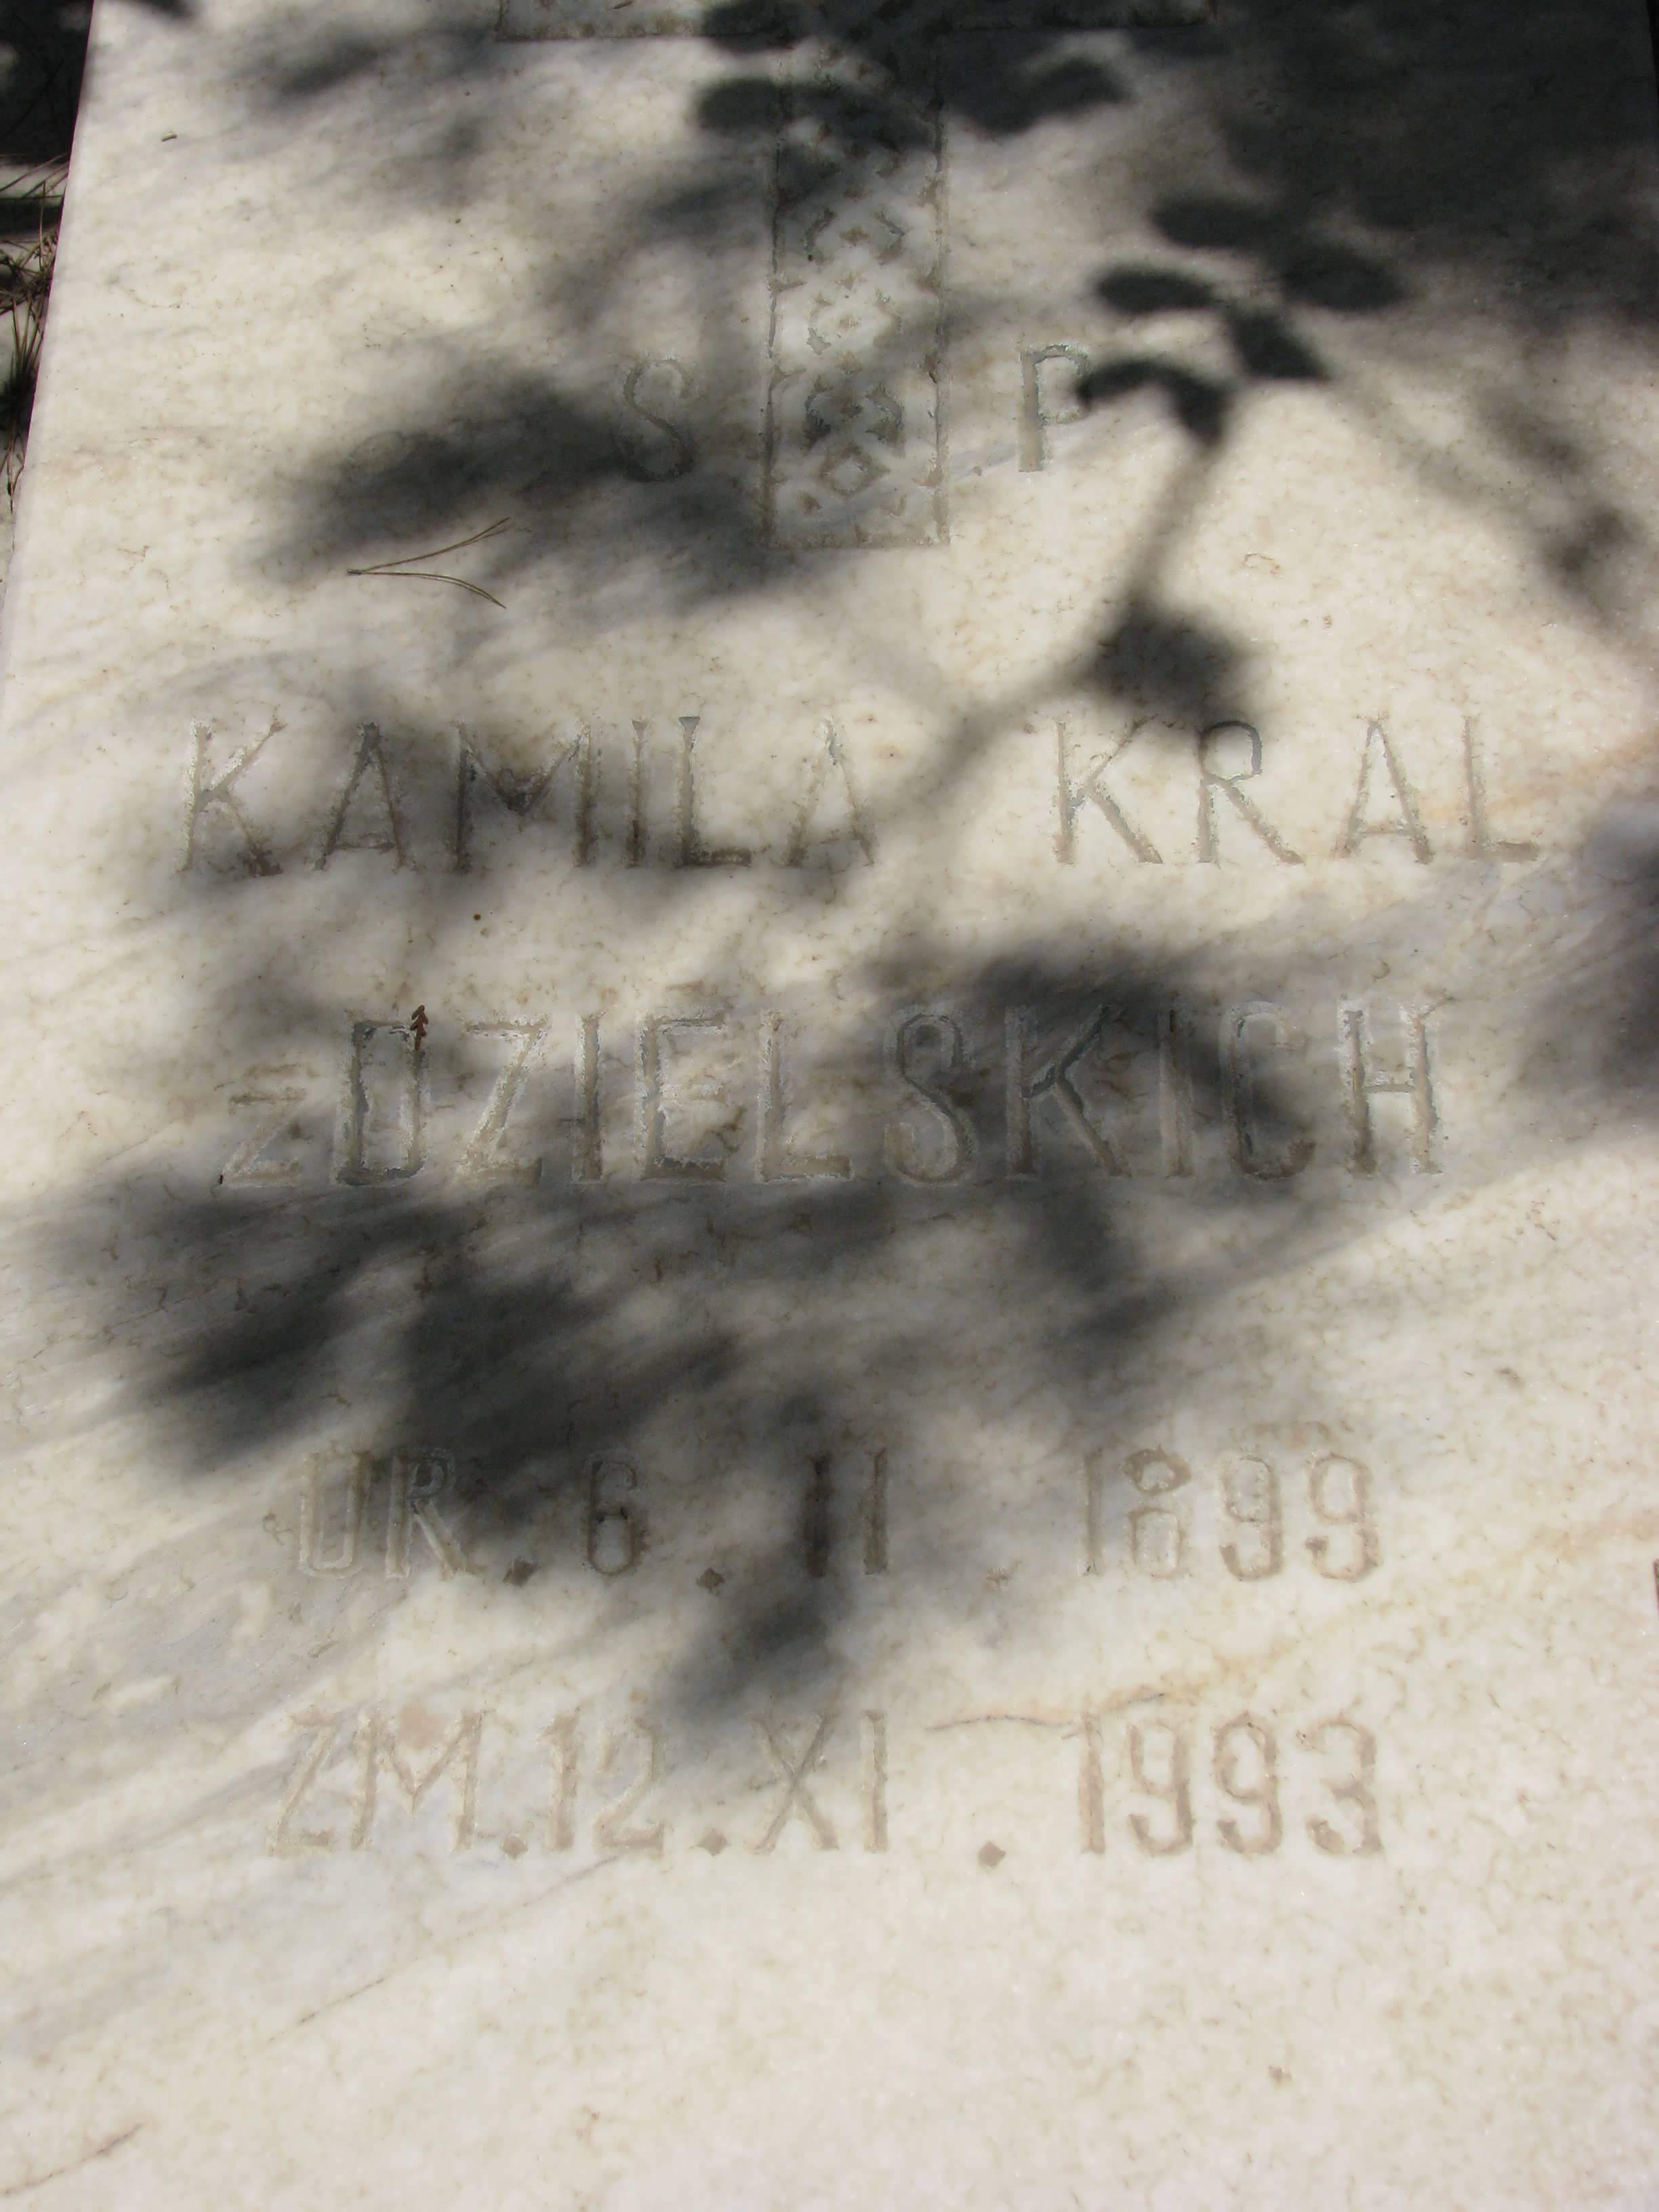 S P
KAMILA KRAL
z DZIELSKICH
UR. 6. II. 1899
ZM. 12. XI. 1993